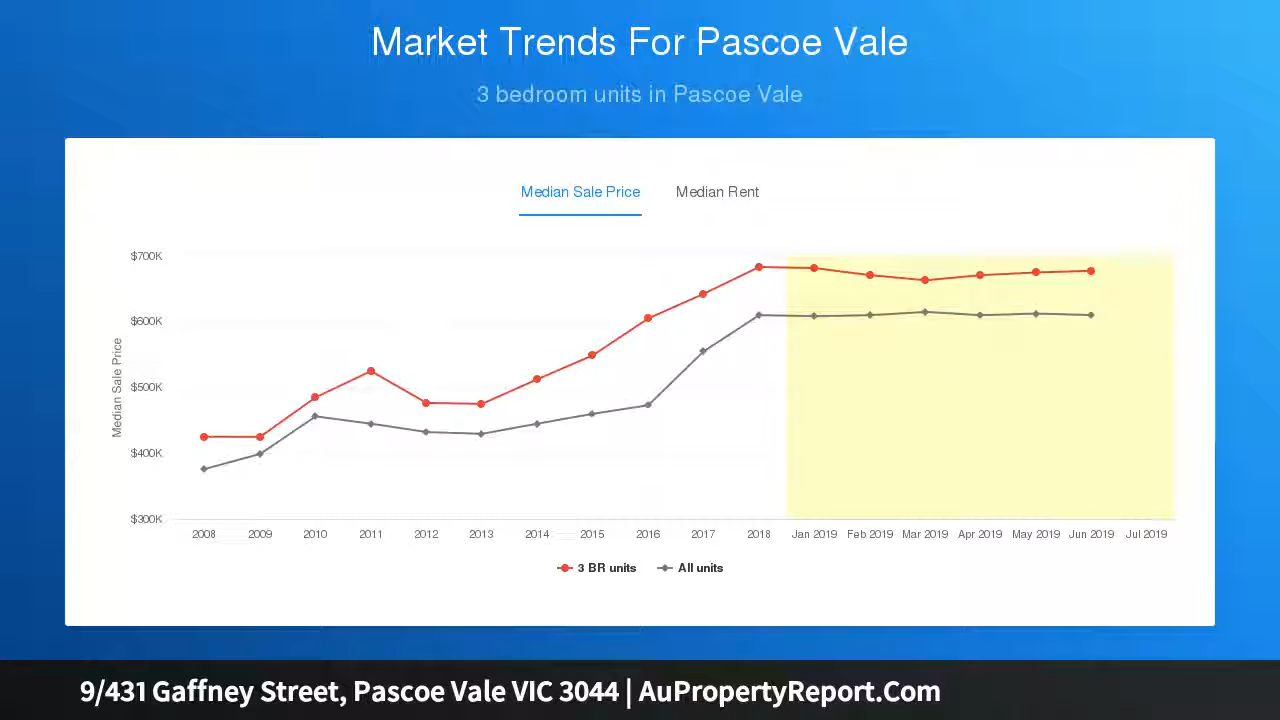 Market Trends For Pascoe Vale
3 bedroom units in Pascoe Vale
Median Sale Price Median Rent
Median Sale Price
$700K
$600K
$500K
$400K
$300K
2008 2009 2010 2011 2012 2013 2014 2015 2016 2017 2018 Jan 2019 Feb 2019 Mar 2019 Apr 2019 May 2019 Jun 2019 Jul 2019
3 BR units All units
9/431 Gaffney Street, Pascoe Vale VIC 3044 | AuPropertyReport.Com